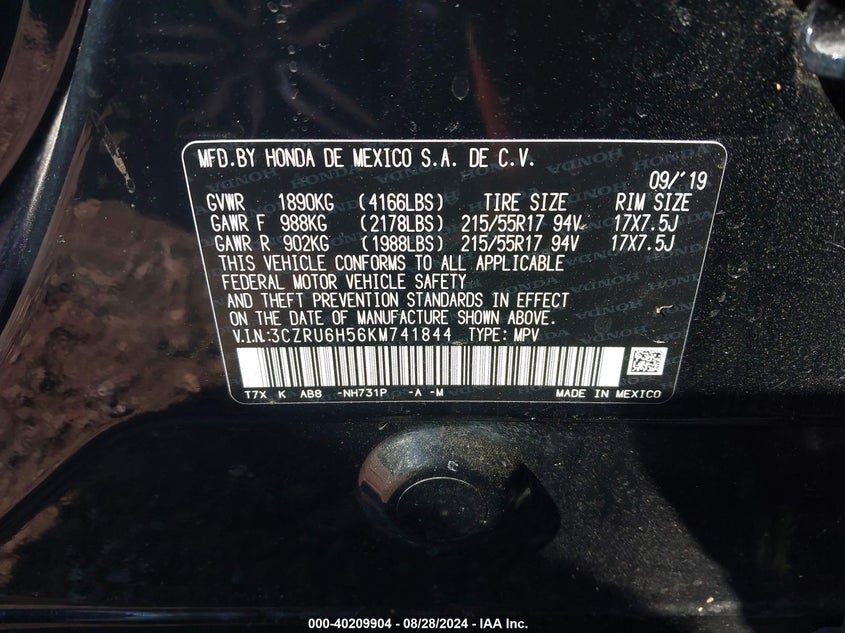 MFD.BY HONDA DE MEXICO S.A. DE C.V.
09/'19
GVWR 1890KG (4166LBS) TIRE SIZE RIM SIZE
GAWR F 988KG (2178LBS) 215/55R17 94V 17X7.5J
GAWR R 902KG (1988LBS) 215/55R17 94V 17X7.5J
THIS VEHICLE CONFORMS TO ALL APPLICABLE
FEDERAL MOTOR VEHICLE SAFETY
AND THEFT PREVENTION STANDARDS IN EFFECT
ON THE DATE OF MANUFACTURE SHOWN ABOVE.
V.I.N:3CZRU6H56KM741844 TYPE: MPV
T7X K AB8 -NH731P -A -M MADE IN MEXICO
000-40209904 - 08/28/2024 - IAA Inc.